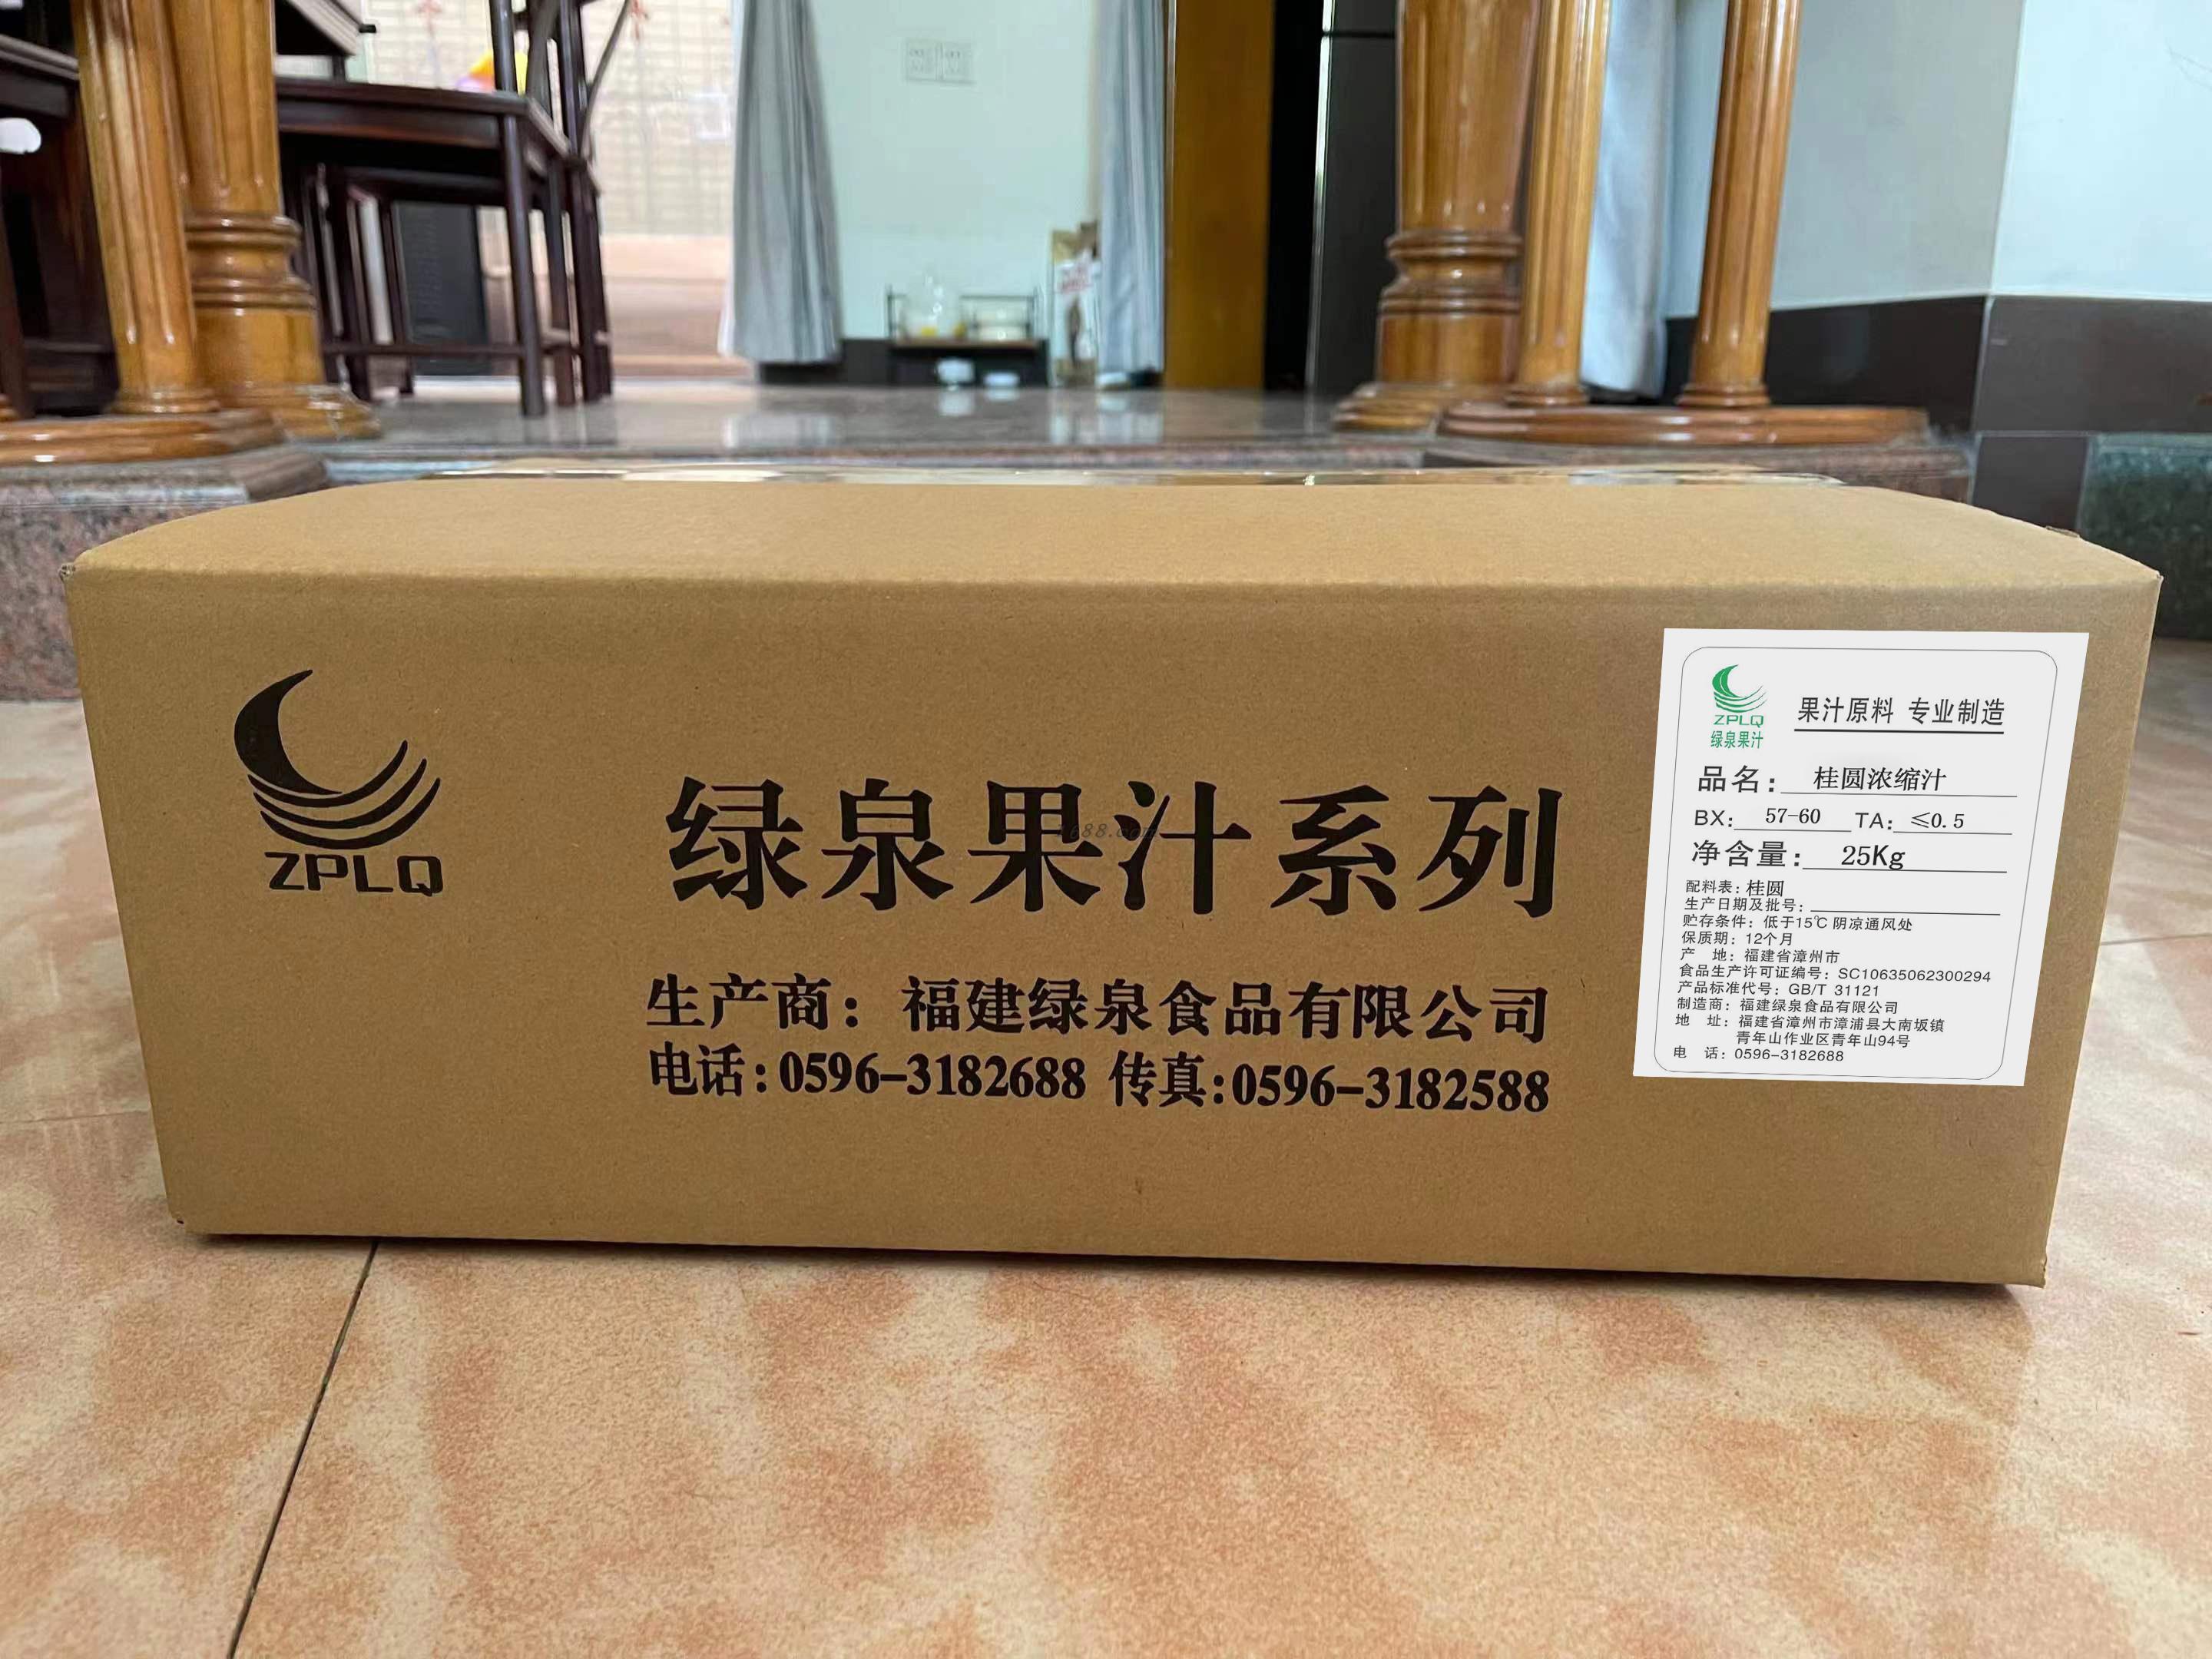 ZPLQ
绿泉果汁系列
1688.com
生产商：福建绿泉食品有限公司
电话:0596-3182688 传真:0596-3182588
ZPLQ
绿泉果汁
果汁原料 专业制造
品名：桂圆浓缩汁
BX：57-60 TA：≤0.5
净含量：25Kg
配料表：桂圆
生产日期及批号：
贮存条件：低于15℃ 阴凉通风处
保质期：12个月
产 地：福建省漳州市
食品生产许可证编号：SC10635062300294
产品标准代号：GB/T 31121
制造商：福建绿泉食品有限公司
地 址：福建省漳州市漳浦县大南坂镇
青年山作业区青年山94号
电 话：0596-3182688